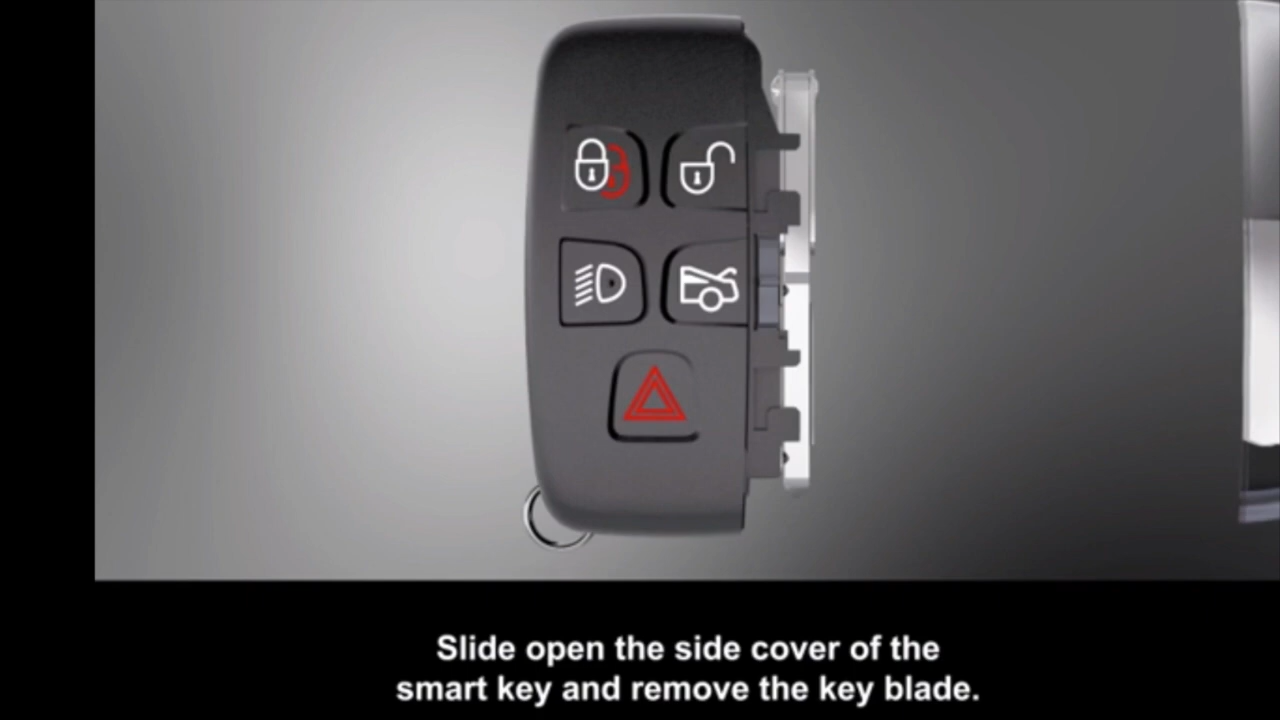 Slide open the side cover of the
smart key and remove the key blade.